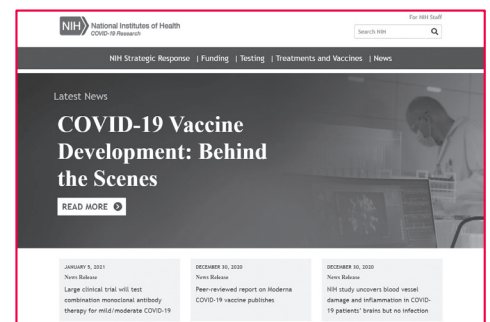 For NIH Staff
NIH National Institutes of Health
COVID-19 Research
Search NIH
NIH Strategic Response | Funding | Testing | Treatments and Vaccines | News
Latest News
COVID-19 Vaccine
Development: Behind
the Scenes
READ MORE
JANUARY 5, 2021
News Release
Large clinical trial will test
combination monoclonal antibody
therapy for mild/moderate COVID-19
DECEMBER 30, 2020
News Release
Peer-reviewed report on Moderna
COVID-19 vaccine publishes
DECEMBER 30, 2020
News Release
NIH study uncovers blood vessel
damage and inflammation in COVID-
19 patients' brains but no infection